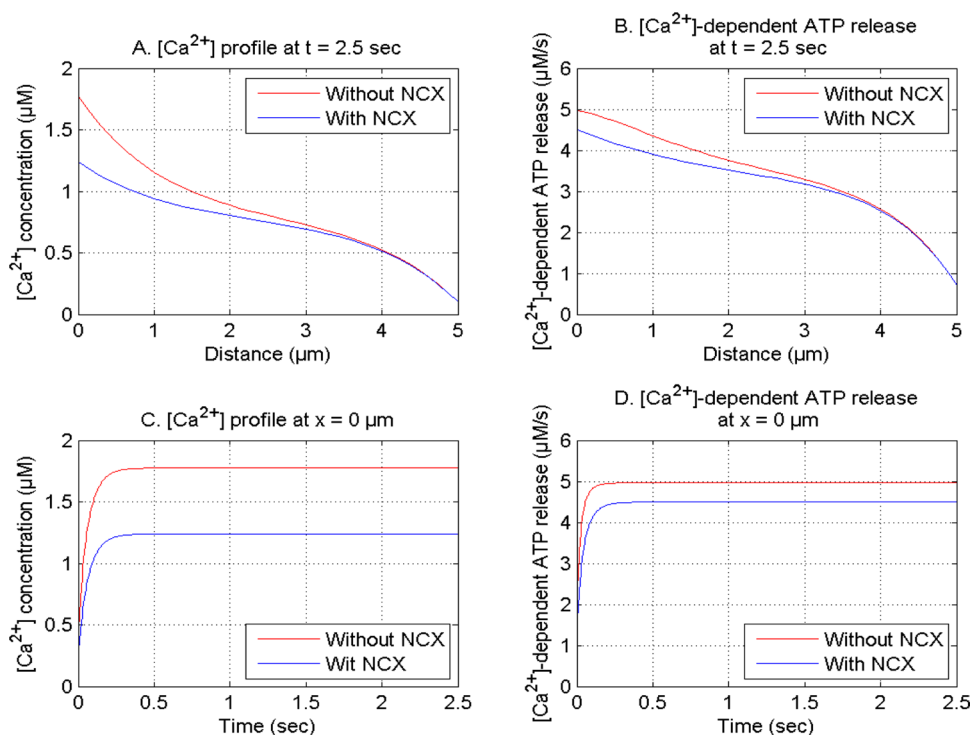 A. [Ca2+] profile at t = 2.5 sec
[Ca2+] concentration (µM)
2
1.5
1
0.5
0
Without NCX
With NCX
0 1 2 3 4 5
Distance (µm)
B. [Ca2+]-dependent ATP release
at t = 2.5 sec
[Ca2+]-dependent ATP release (µM/s)
6
5
4
3
2
1
0
Without NCX
With NCX
0 1 2 3 4 5
Distance (µm)
C. [Ca2+] profile at x = 0 µm
[Ca2+] concentration (µM)
2
1.5
1
0.5
0
Without NCX
Wit NCX
0 0.5 1 1.5 2 2.5
Time (sec)
D. [Ca2+]-dependent ATP release
at x = 0 µm
[Ca2+]-dependent ATP release (µM/s)
6
5
4
3
2
1
0
Without NCX
With NCX
0 0.5 1 1.5 2 2.5
Time (sec)